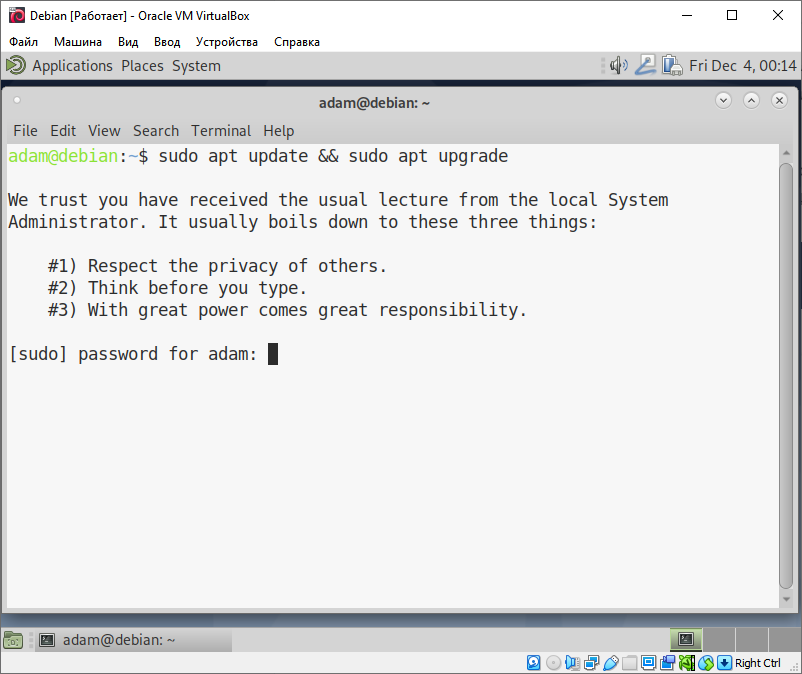 Debian [Работает] - Oracle VM VirtualBox
Файл Машина Вид Ввод Устройства Справка
Applications Places System Fri Dec 4, 00:14
adam@debian: ~
File Edit View Search Terminal Help
adam@debian:~$ sudo apt update && sudo apt upgrade
We trust you have received the usual lecture from the local System
Administrator. It usually boils down to these three things:
#1) Respect the privacy of others.
#2) Think before you type.
#3) With great power comes great responsibility.
[sudo] password for adam:
adam@debian: ~
Right Ctrl